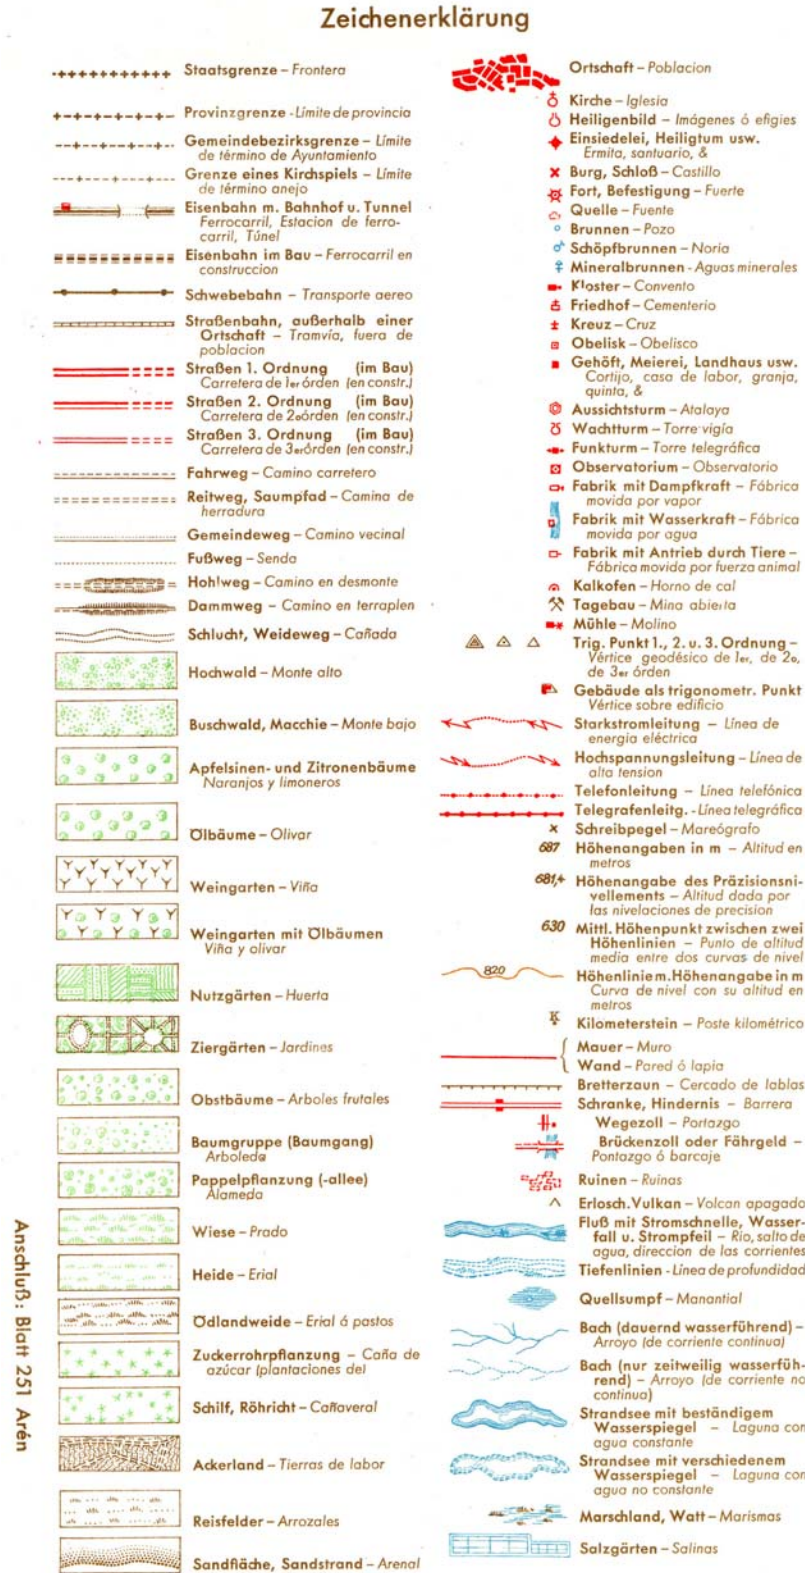 Zeichenerklärung
Staatsgrenze – Frontera
Provinzgrenze - Límite de provincia
Gemeindebezirksgrenze – Límite
de término de Ayuntamiento
Grenze eines Kirchspiels – Límite
de término anejo
Eisenbahn m. Bahnhof u. Tunnel
Ferrocarril, Estacion de ferro-
carril, Túnel
Eisenbahn im Bau – Ferrocarril en
construccion
Schwebebahn – Transporte aereo
Straßenbahn, außerhalb einer
Ortschaft – Tramvía, fuera de
poblacion
Straßen 1. Ordnung (im Bau)
Carretera de 1er órden (en constr.)
Straßen 2. Ordnung (im Bau)
Carretera de 2o órden (en constr.)
Straßen 3. Ordnung (im Bau)
Carretera de 3er órden (en constr.)
Fahrweg – Camino carretero
Reitweg, Saumpfad – Camina de
herradura
Gemeindeweg – Camino vecinal
Fußweg – Senda
Hohlweg – Camino en desmonte
Dammweg – Camino en terraplen
Schlucht, Weideweg – Cañada
Hochwald – Monte alto
Buschwald, Macchie – Monte bajo
Apfelsinen- und Zitronenbäume
Naranjos y limoneros
Ölbäume – Olivar
Weingarten – Viña
Weingarten mit Ölbäumen
Viña y olivar
Nutzgärten – Huerta
Ziergärten – Jardines
Obstbäume – Arboles frutales
Baumgruppe (Baumgang)
Arboleda
Pappelpflanzung (-allee)
Alameda
Wiese – Prado
Heide – Erial
Ödlandweide – Erial á pastos
Zuckerrohrpflanzung – Caña de
azúcar (plantaciones de)
Schilf, Röhricht – Cañaveral
Ackerland – Tierras de labor
Reisfelder – Arrozales
Sandfläche, Sandstrand – Arenal
Ortschaft – Poblacion
Kirche – Iglesia
Heiligenbild – Imágenes ó efigies
Einsiedelei, Heiligtum usw.
Ermita, santuario, &
Burg, Schloß – Castillo
Fort, Befestigung – Fuerte
Quelle – Fuente
Brunnen – Pozo
Schöpfbrunnen – Noria
Mineralbrunnen - Aguas minerales
Kloster – Convento
Friedhof – Cementerio
Kreuz – Cruz
Obelisk – Obelisco
Gehöft, Meierei, Landhaus usw.
Cortijo, casa de labor, granja,
quinta, &
Aussichtsturm – Atalaya
Wachtturm – Torre vigía
Funkturm – Torre telegráfica
Observatorium – Observatorio
Fabrik mit Dampfkraft – Fábrica
movida por vapor
Fabrik mit Wasserkraft – Fábrica
movida por agua
Fabrik mit Antrieb durch Tiere –
Fábrica movida por fuerza animal
Kalkofen – Horno de cal
Tagebau – Mina abierta
Mühle – Molino
Trig. Punkt 1., 2. u. 3. Ordnung –
Vértice geodésico de 1er, de 2o,
de 3er órden
Gebäude als trigonometr. Punkt
Vértice sobre edificio
Starkstromleitung – Línea de
energia eléctrica
Hochspannungsleitung – Línea de
alta tension
Telefonleitung – Línea telefónica
Telegrafenleitg. - Línea telegráfica
Schreibpegel – Mareógrafo
687 Höhenangaben in m – Altitud en
metros
681,4 Höhenangabe des Präzisionsni-
vellements – Altitud dada por
las nivelaciones de precision
630 Mittl. Höhenpunkt zwischen zwei
Höhenlinien – Punto de altitud
media entre dos curvas de nivel
820 Höhenlinie m. Höhenangabe in m
Curva de nivel con su altitud en
metros
K Kilometerstein – Poste kilométrico
Mauer – Muro
Wand – Pared ó tapia
Bretterzaun – Cercado de tablas
Schranke, Hindernis – Barrera
Wegezoll – Portazgo
Brückenzoll oder Fährgeld –
Pontazgo ó barcaje
Ruinen – Ruinas
Erlosch. Vulkan – Volcan apagado
Fluß mit Stromschnelle, Wasser-
fall u. Strompfeil – Rio, salto de
agua, direccion de las corrientes
Tiefenlinien - Línea de profundidad
Quellsumpf – Manantial
Bach (dauernd wasserführend) –
Arroyo (de corriente continua)
Bach (nur zeitweilig wasserfüh-
rend) – Arroyo (de corriente no
continua)
Strandsee mit beständigem
Wasserspiegel – Laguna con
agua constante
Strandsee mit verschiedenem
Wasserspiegel – Laguna con
agua no constante
Marschland, Watt – Marismas
Salzgärten – Salinas
Anschluß: Blatt 251 Arén